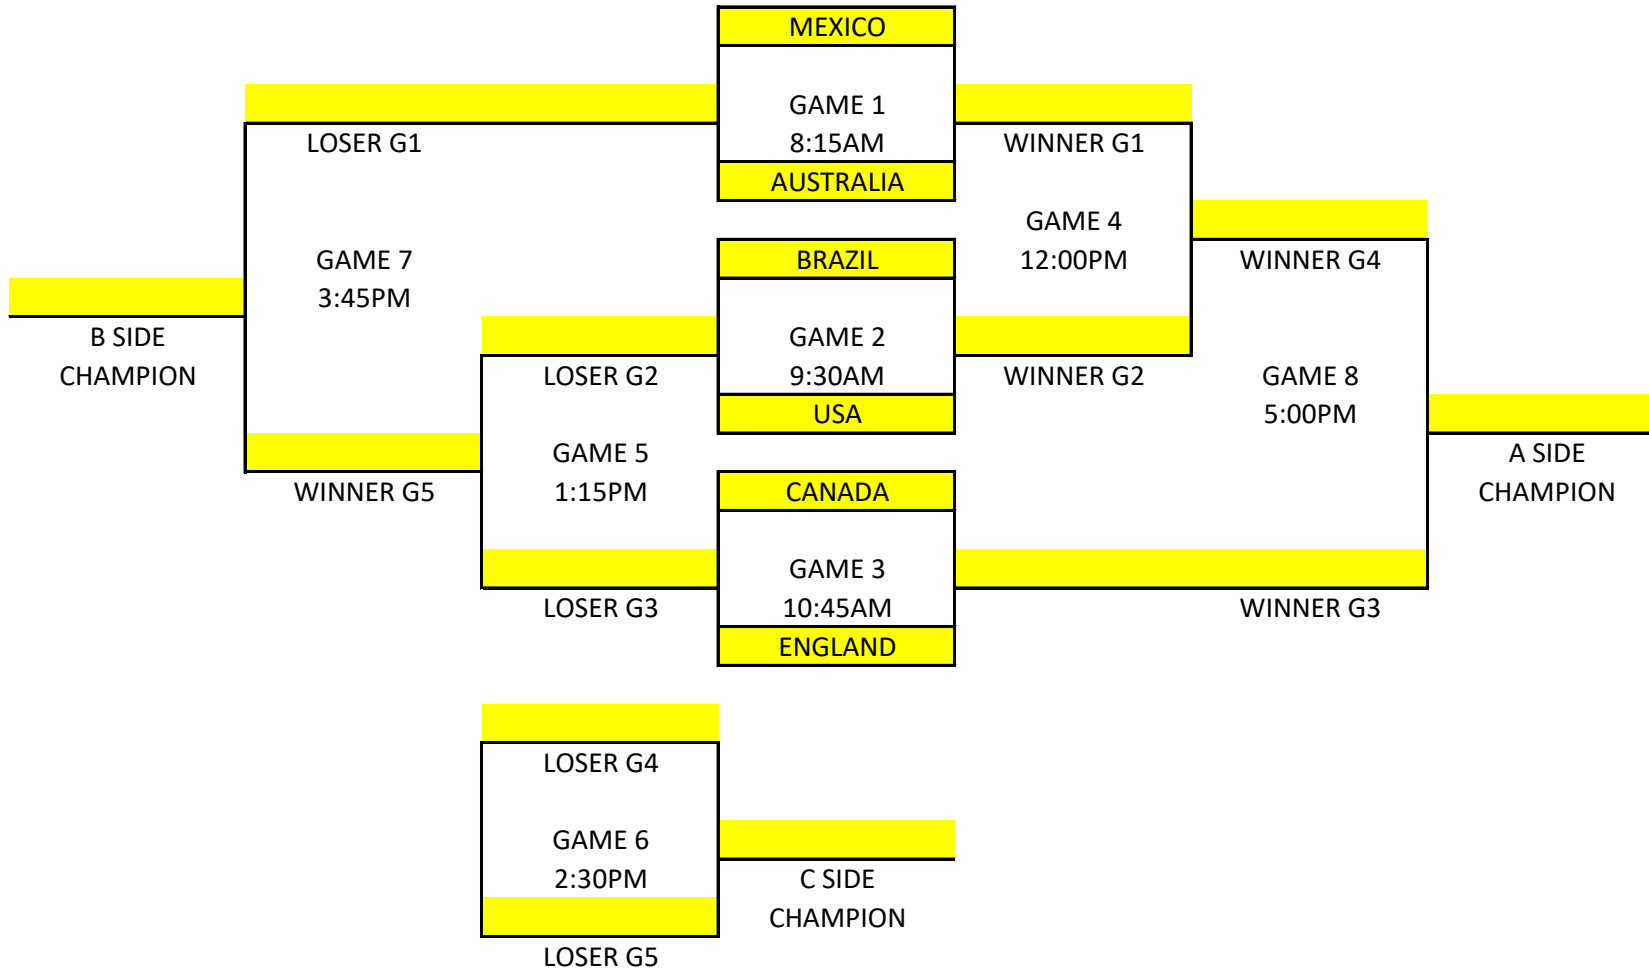 MEXICO
GAME 1
8:15AM
AUSTRALIA
LOSER G1
WINNER G1
GAME 4
12:00PM
GAME 7
3:45PM
BRAZIL
WINNER G4
B SIDE
CHAMPION
GAME 2
9:30AM
USA
LOSER G2
WINNER G2
GAME 8
5:00PM
GAME 5
1:15PM
A SIDE
CHAMPION
WINNER G5
CANADA
GAME 3
10:45AM
ENGLAND
LOSER G3
WINNER G3
LOSER G4
GAME 6
2:30PM
C SIDE
CHAMPION
LOSER G5